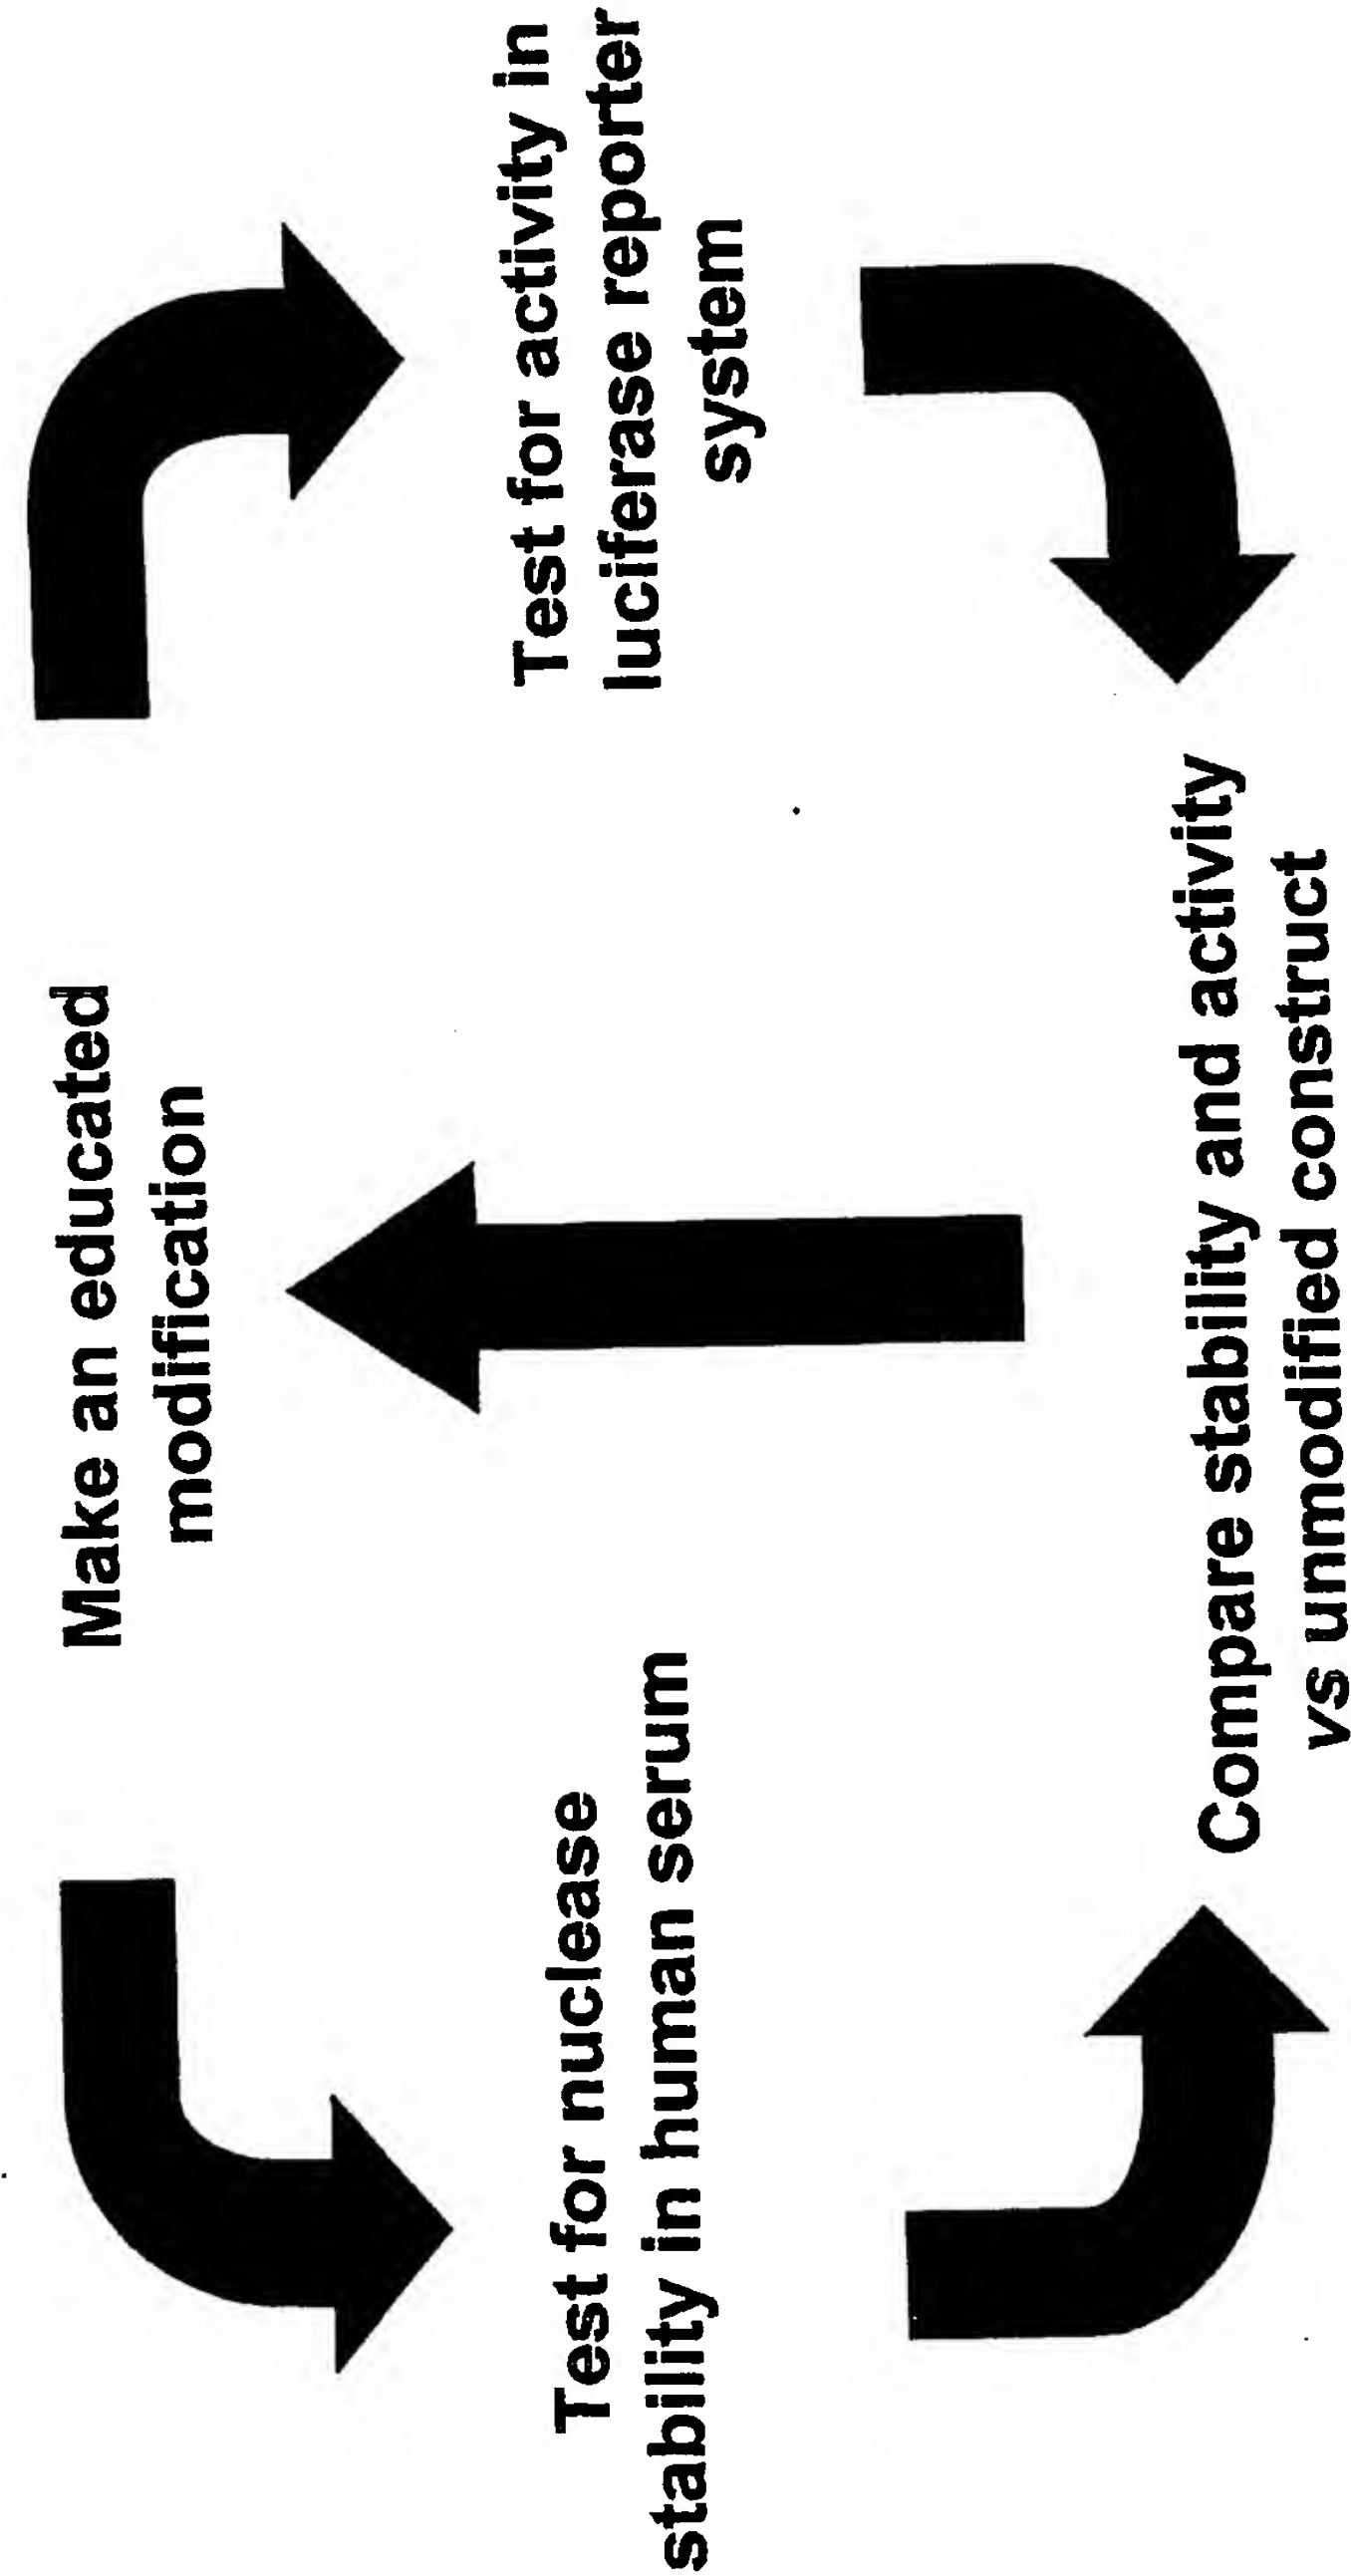 Make an educated
modification
Test for nuclease
stability in human serum
Test for activity in
luciferase reporter
system
Compare stability and activity
vs unmodified construct